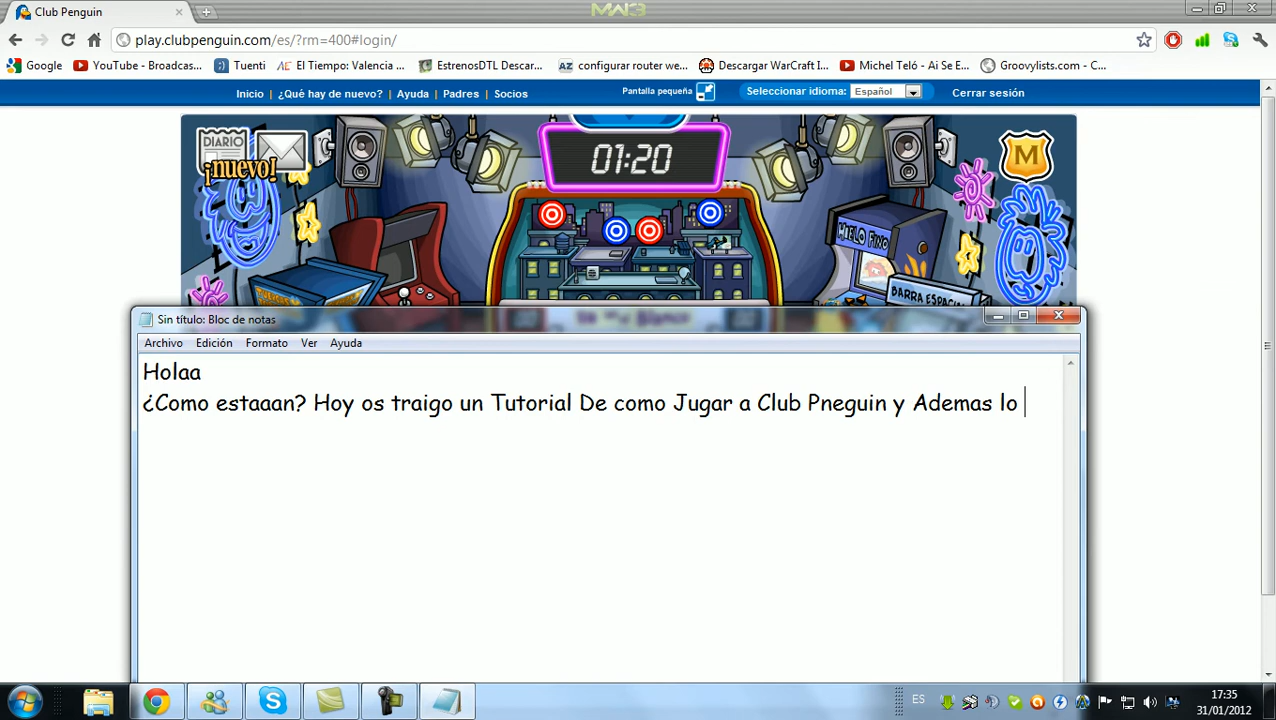 Club Penguin
MW3
play.clubpenguin.com/es/?rm=400#login/
Google
YouTube - Broadcas...
Tuenti
El Tiempo: Valencia ...
EstrenosDTL Descar...
configurar router we...
Descargar WarCraft I...
Michel Teló - Ai Se E...
Groovylists.com - C...
Inicio | ¿Qué hay de nuevo? | Ayuda | Padres | Socios
Pantalla pequeña
Seleccionar idioma: Español
Cerrar sesión
DIARIO
¡nuevo!
01:20
M
HIELO FINO
BARRA ESPACIA
Sin título: Bloc de notas
Archivo Edición Formato Ver Ayuda
Holaa
¿Como estaaan? Hoy os traigo un Tutorial De como Jugar a Club Pneguin y Ademas lo
ES
17:35
31/01/2012